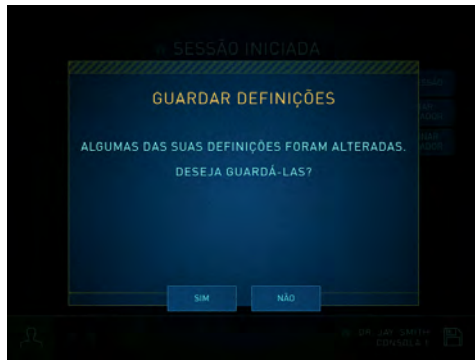 SESSÃO INICIADA
GUARDAR DEFINIÇÕES
ALGUMAS DAS SUAS DEFINIÇÕES FORAM ALTERADAS.
DESEJA GUARDÁ-LAS?
SIM
NÃO
DR. JAY SMITH
CONSOLA 1